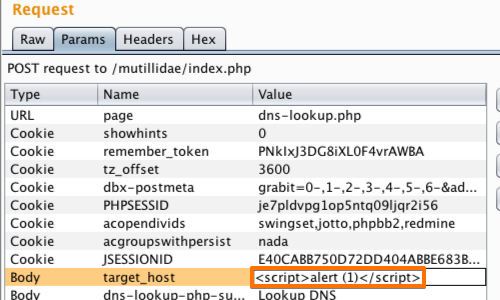 Request
Raw Params Headers Hex
POST request to /mutillidae/index.php
Type Name Value
URL page dns-lookup.php
Cookie showhints 0
Cookie remember_token PNkIxJ3DG8iXL0F4vrAWBA
Cookie tz_offset 3600
Cookie dbx-postmeta grabit=0-,1-,2-,3-,4-,5-,6-&ad...
Cookie PHPSESSID je7pldvpg1op5ntq09ljqr2i56
Cookie acopendivids swingset,jotto,phpbb2,redmine
Cookie acgroupswithpersist nada
Cookie JSESSIONID E40CABB750D72DD404ABBE683B...
Body target_host <script>alert (1)</script>
Body dns-lookup-php-su... Lookup DNS